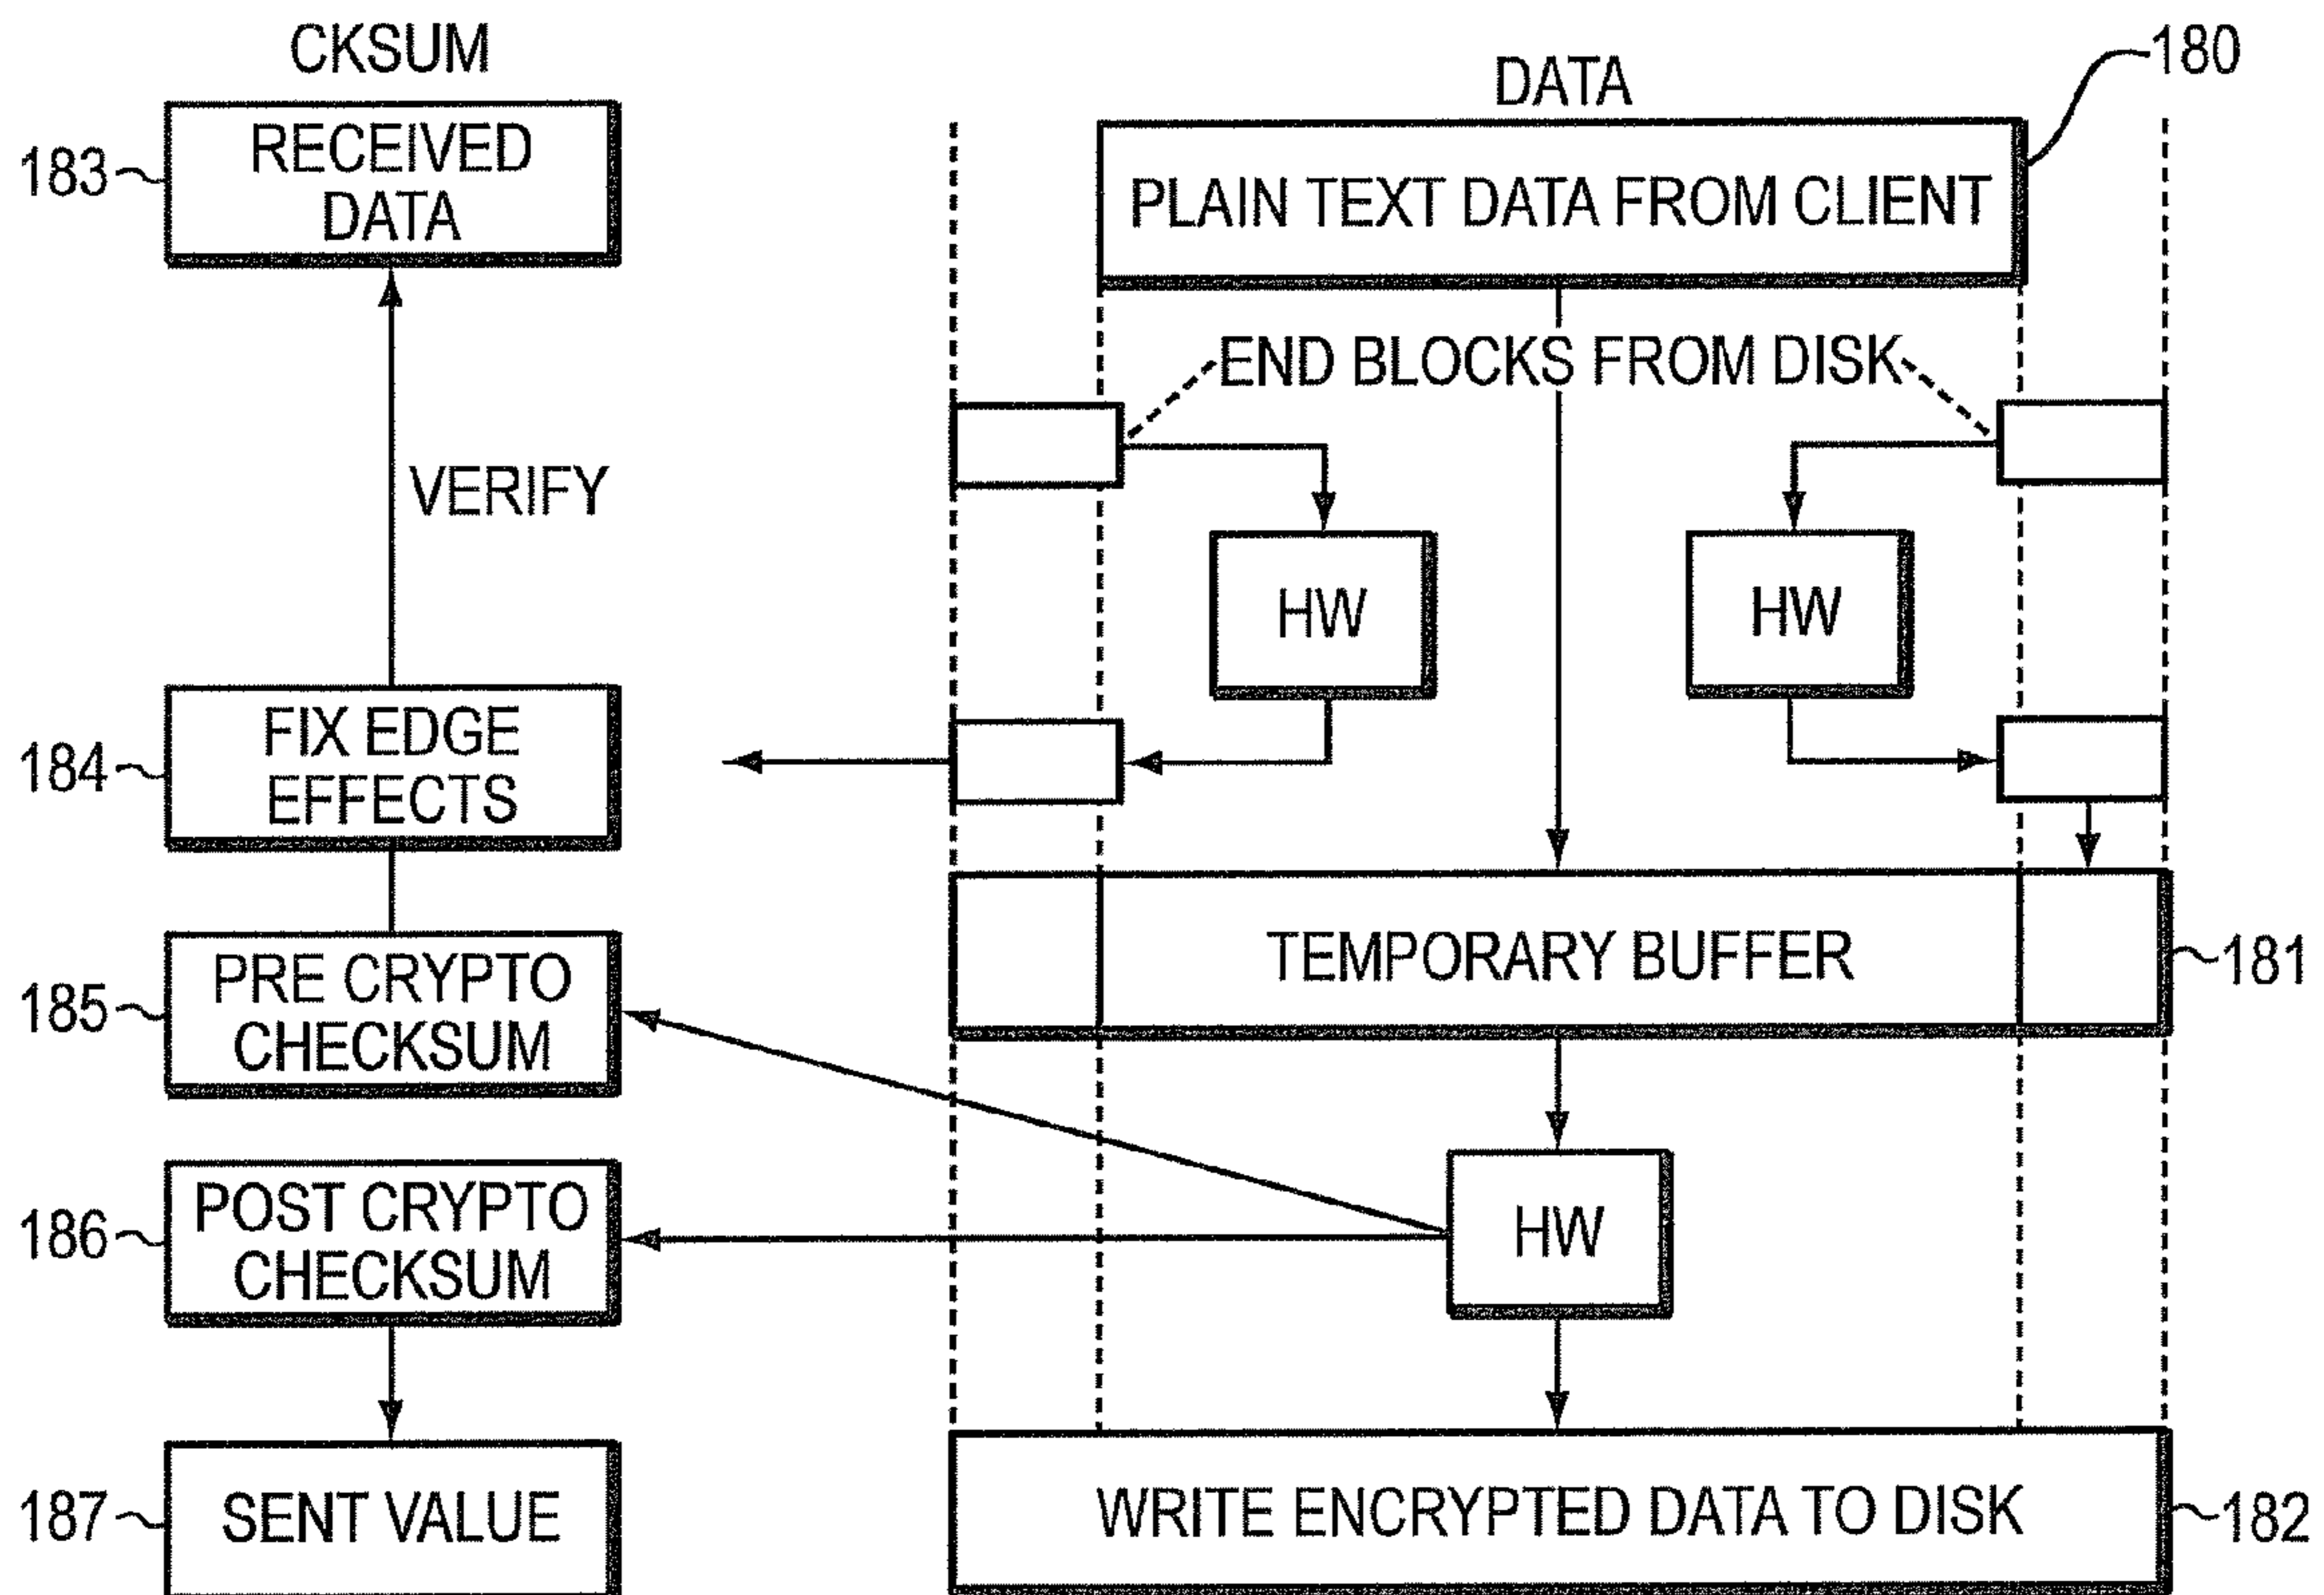 CKSUM
183
RECEIVED
DATA
VERIFY
184
FIX EDGE
EFFECTS
185
PRE CRYPTO
CHECKSUM
186
POST CRYPTO
CHECKSUM
187
SENT VALUE
DATA
180
PLAIN TEXT DATA FROM CLIENT
END BLOCKS FROM DISK
HW
HW
TEMPORARY BUFFER
181
HW
WRITE ENCRYPTED DATA TO DISK
182